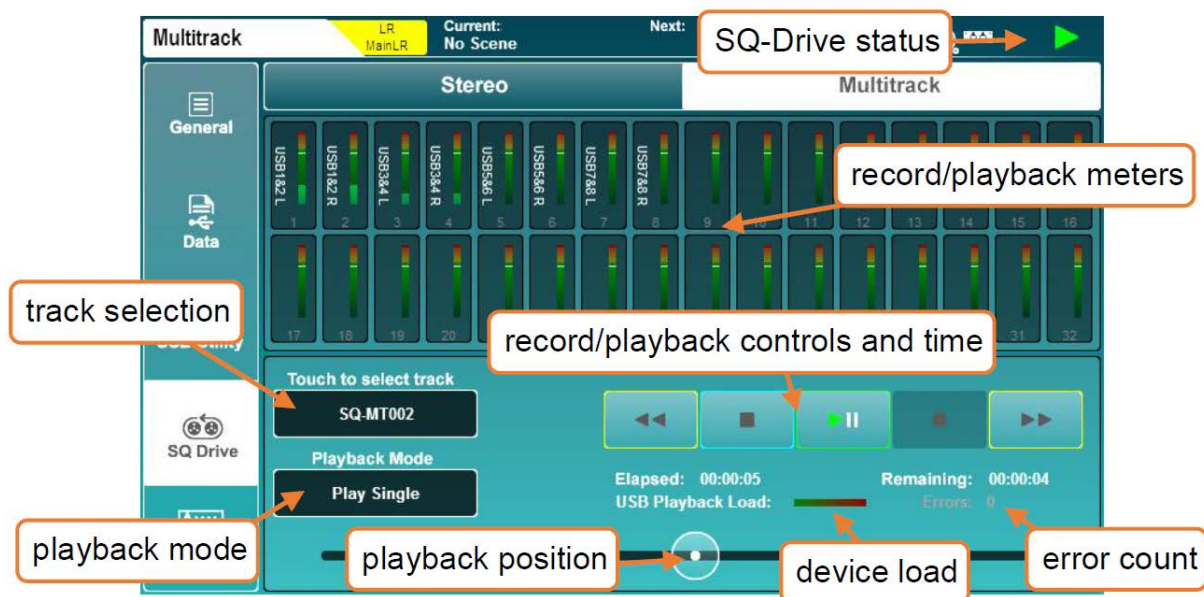 Multitrack
LR
MainLR
Current:
No Scene
Next:
SQ-Drive status
General
Data
Stereo
Multitrack
USB1&2 L
USB1&2 R
USB3&4 L
USB3&4 R
USB5&6 L
USB5&6 R
USB7&8 L
USB7&8 R
record/playback meters
1 2 3 4 5 6 7 8 9 10 11 12 13 14 15 16
track selection
Utility
record/playback controls and time
17 18 19 20 31 32
Touch to select track
SQ-MT002
SQ Drive
Playback Mode
Play Single
Elapsed: 00:00:05 Remaining: 00:00:04
USB Playback Load: Errors: 0
playback mode
playback position
device load
error count